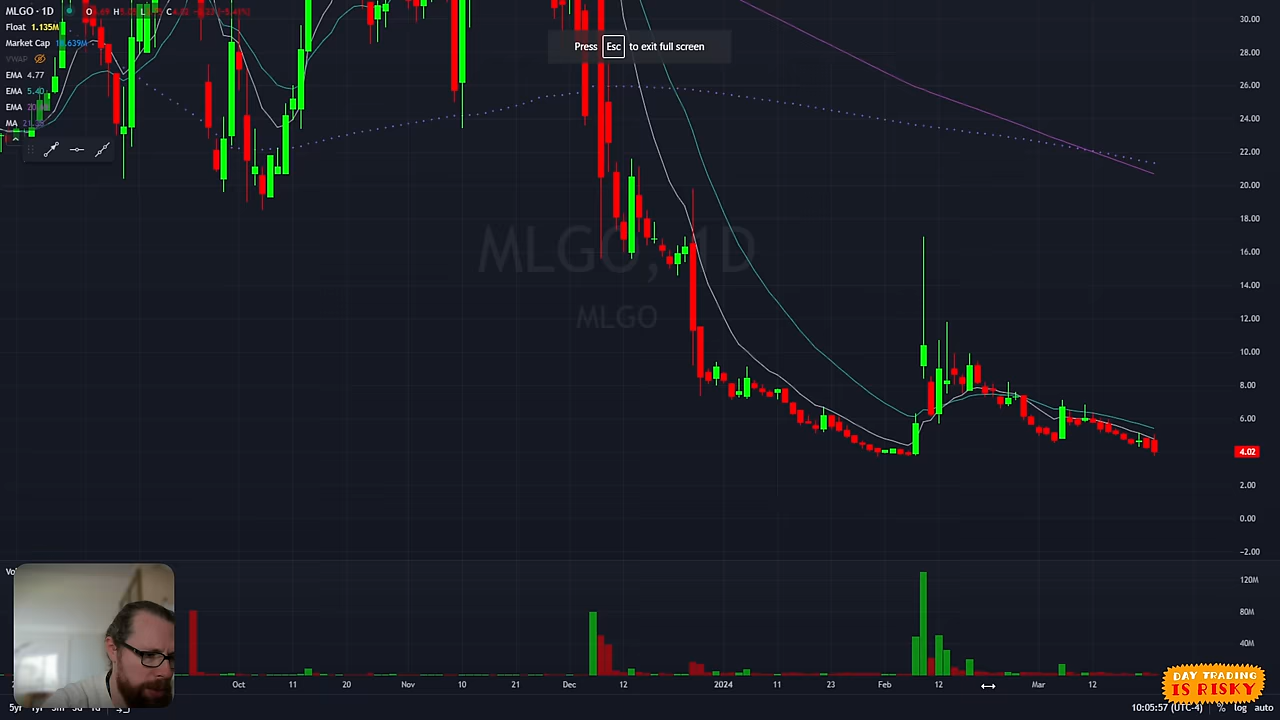 MLGO · 1D O H L C
Float 1.135M
Market Cap
VWAP
EMA 4.77
EMA 5.40
EMA
MA
Press Esc to exit full screen
MLGO, 1D
MLGO
30.00
28.00
26.00
24.00
22.00
20.00
18.00
16.00
14.00
12.00
10.00
8.00
6.00
4.02
2.00
0.00
−2.00
120M
80M
40M
Oct 11 20 Nov 10 20 Dec 12 2024 11 23 Feb 12 Mar 12
DAY TRADING
IS RISKY
5yr 1yr 10:05:57 (UTC-4) % log auto